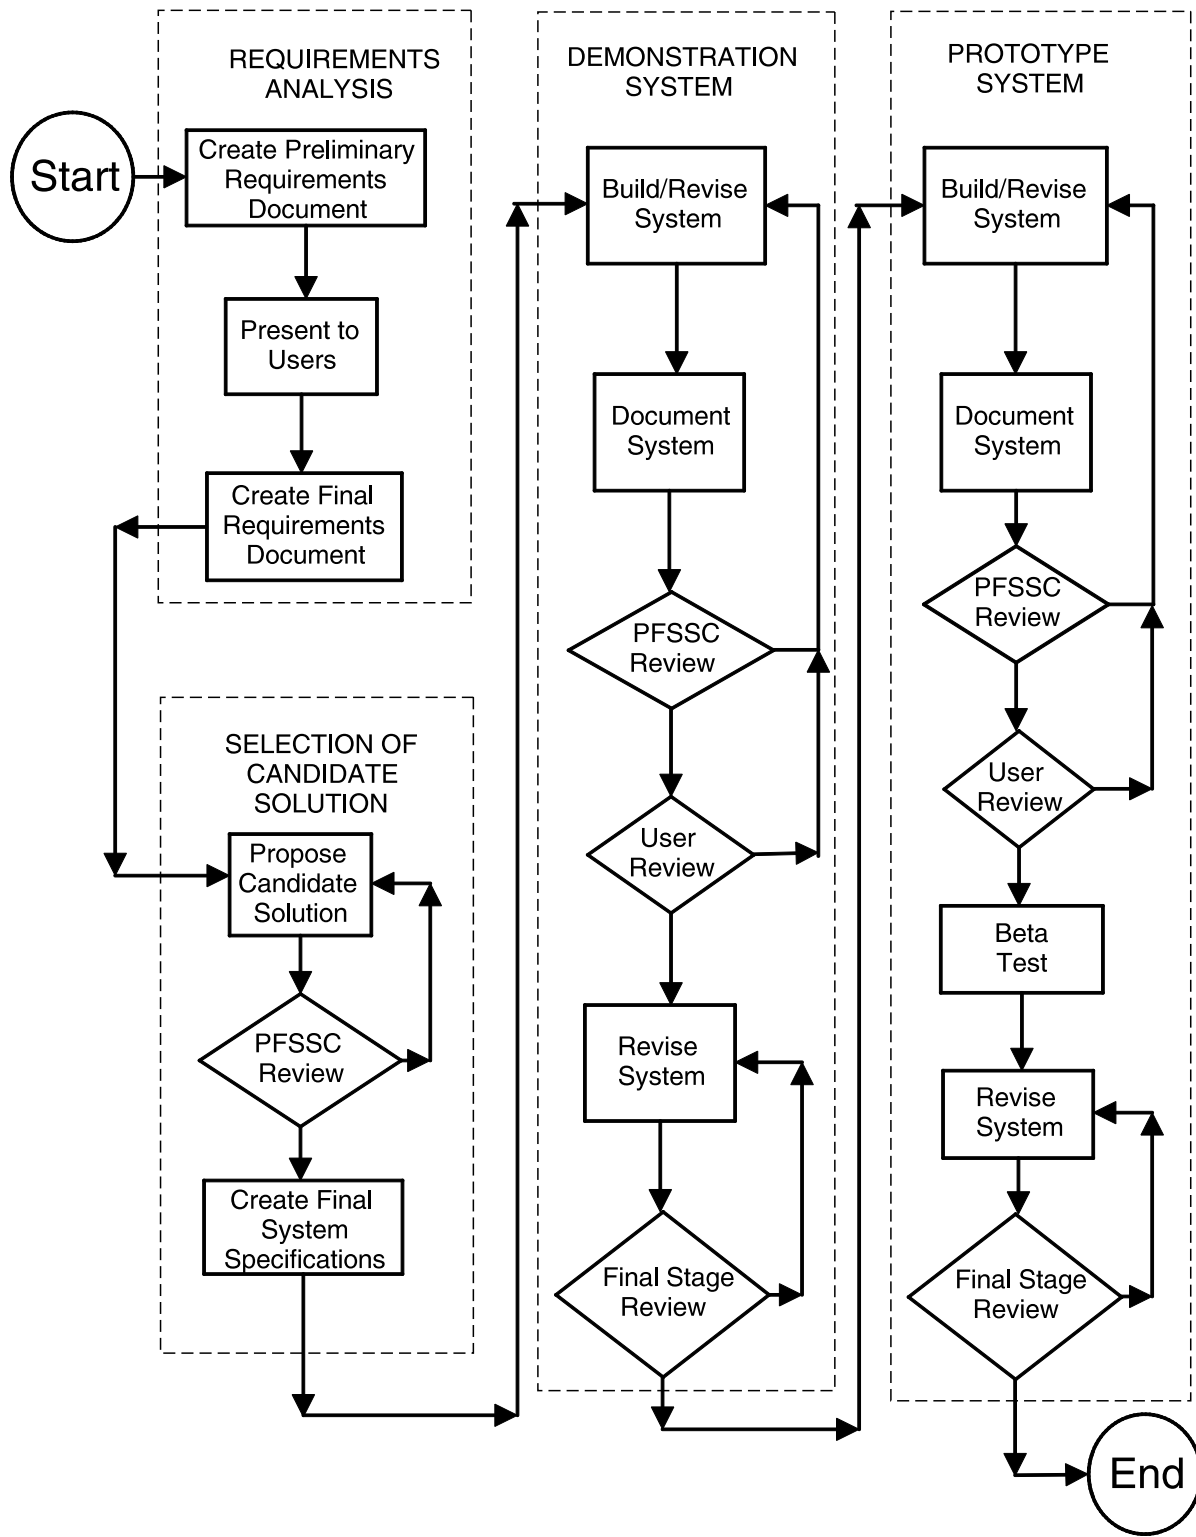 Start
REQUIREMENTS
ANALYSIS
Create Preliminary
Requirements
Document
Present to
Users
Create Final
Requirements
Document
SELECTION OF
CANDIDATE
SOLUTION
Propose
Candidate
Solution
PFSSC
Review
Create Final
System
Specifications
DEMONSTRATION
SYSTEM
Build/Revise
System
Document
System
PFSSC
Review
User
Review
Revise
System
Final Stage
Review
PROTOTYPE
SYSTEM
Build/Revise
System
Document
System
PFSSC
Review
User
Review
Beta
Test
Revise
System
Final Stage
Review
End